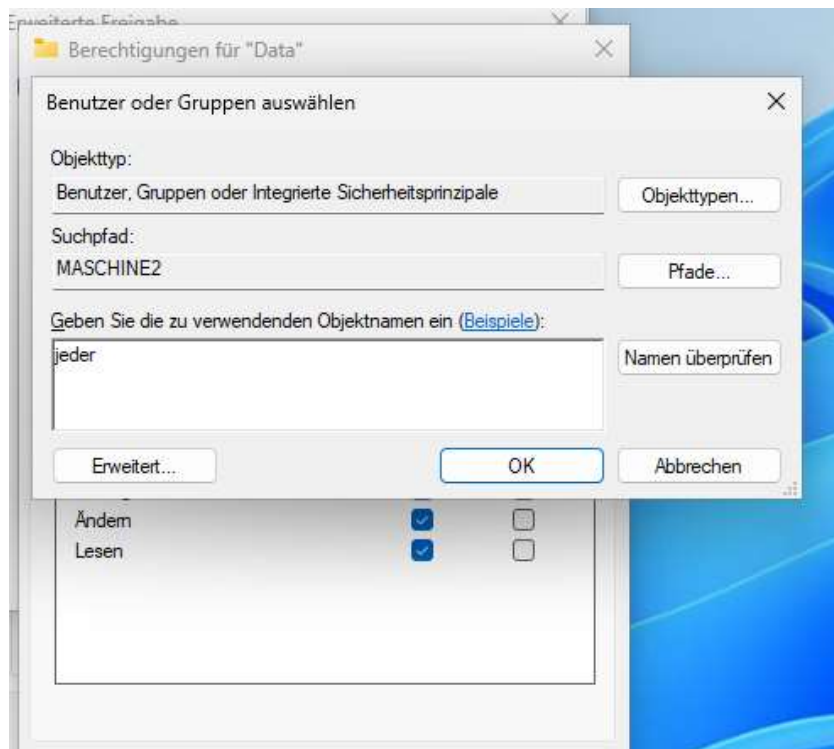 Erweiterte Freigabe
Berechtigungen für "Data"
Benutzer oder Gruppen auswählen
Objekttyp:
Benutzer, Gruppen oder Integrierte Sicherheitsprinzipale
Objekttypen...
Suchpfad:
MASCHINE2
Pfade...
Geben Sie die zu verwendenden Objektnamen ein (Beispiele):
jeder
Namen überprüfen
Erweitert...
OK
Abbrechen
Ändern
Lesen